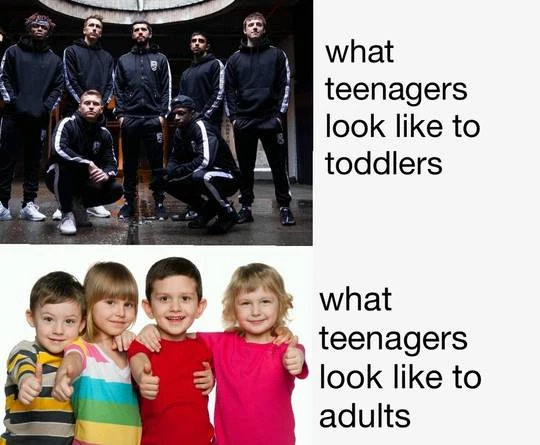 what
teenagers
look like to
toddlers
what
teenagers
look like to
adults